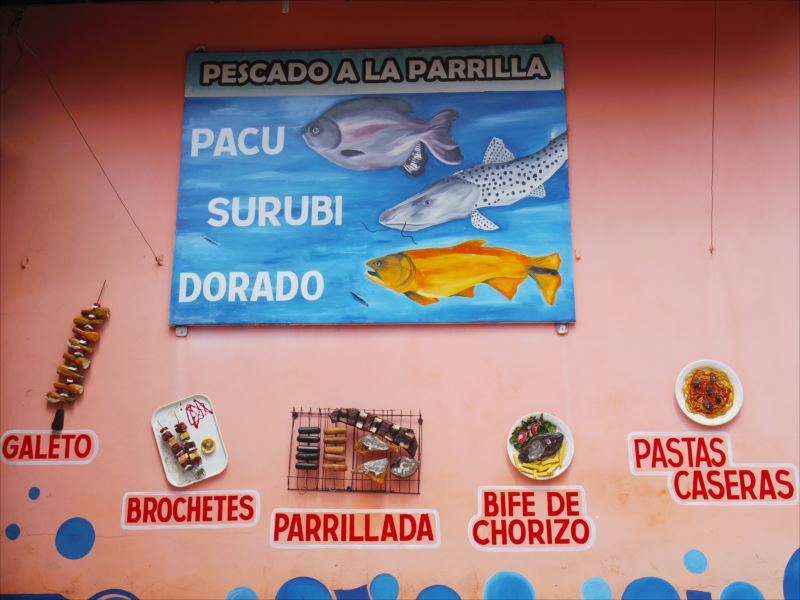 PESCADO A LA PARRILLA
PACU
SURUBI
DORADO
GALETO
BROCHETES
PARRILLADA
BIFE DE
CHORIZO
PASTAS
CASERAS